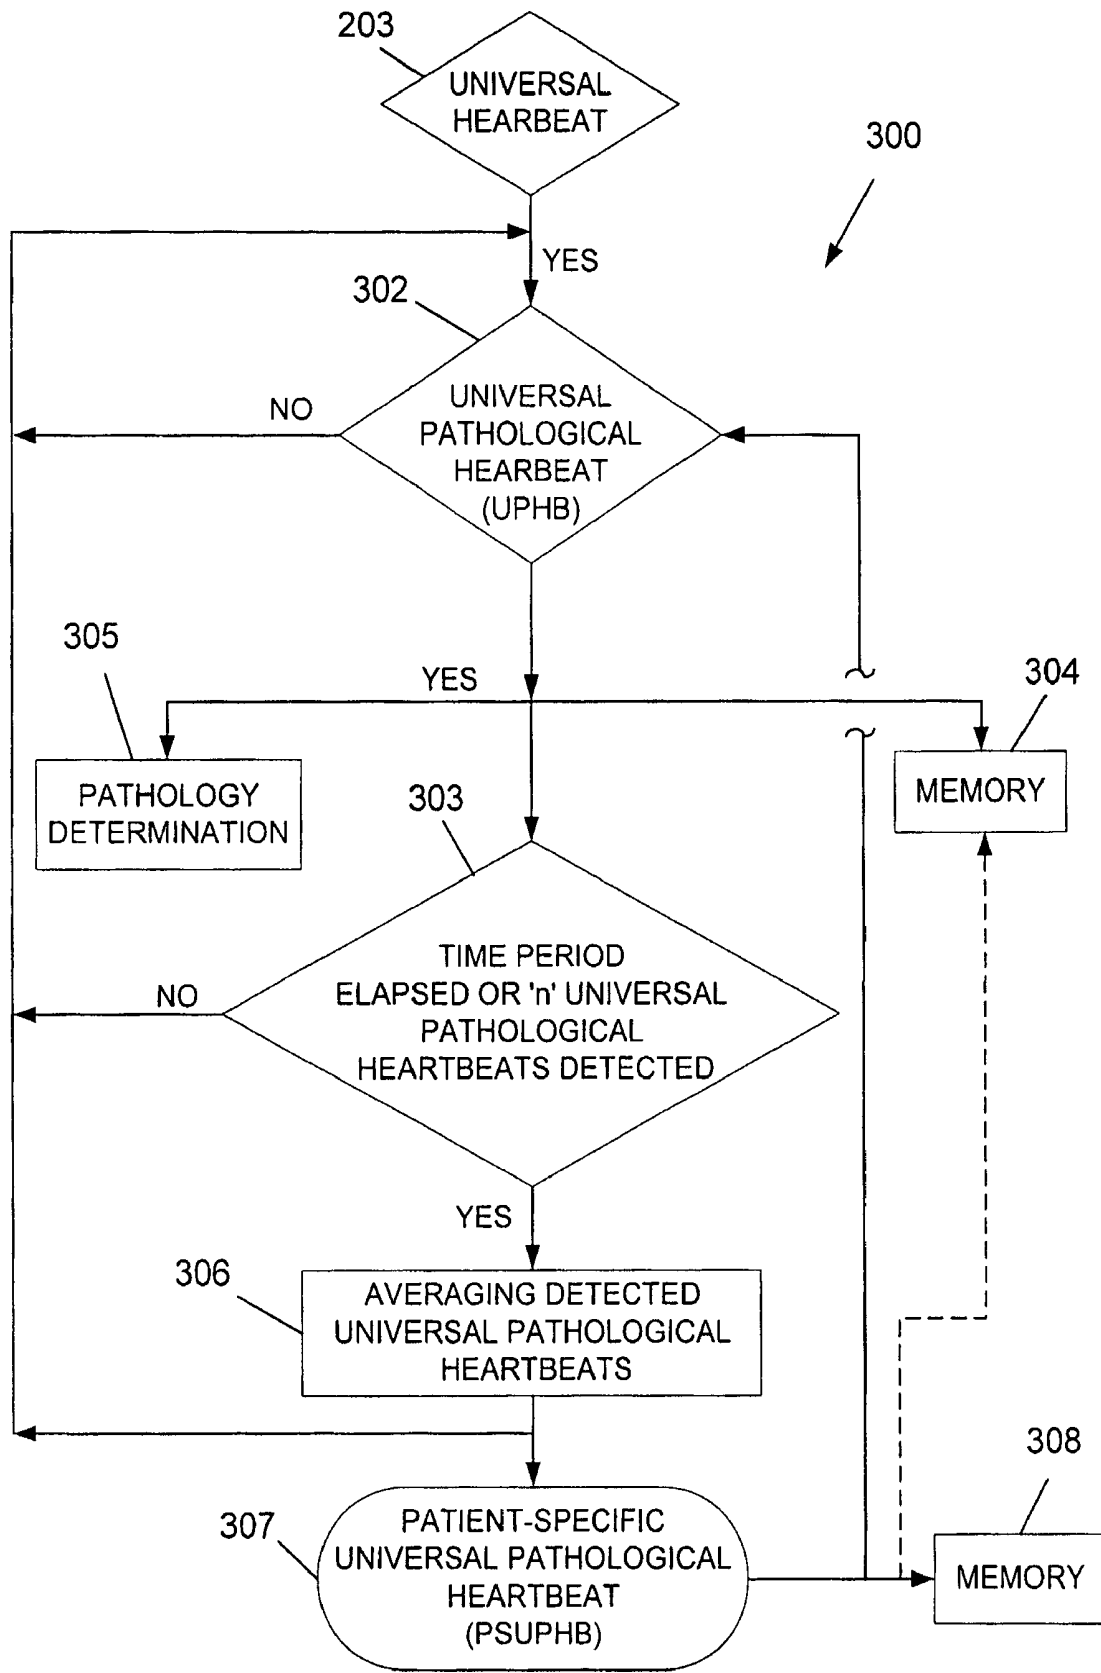 203
UNIVERSAL
HEARBEAT
300
YES
302
UNIVERSAL
PATHOLOGICAL
HEARBEAT
(UPHB)
NO
305
YES
304
PATHOLOGY
DETERMINATION
MEMORY
303
TIME PERIOD
ELAPSED OR 'n' UNIVERSAL
PATHOLOGICAL
HEARTBEATS DETECTED
NO
YES
306
AVERAGING DETECTED
UNIVERSAL PATHOLOGICAL
HEARTBEATS
308
307
PATIENT-SPECIFIC
UNIVERSAL PATHOLOGICAL
HEARTBEAT
(PSUPHB)
MEMORY